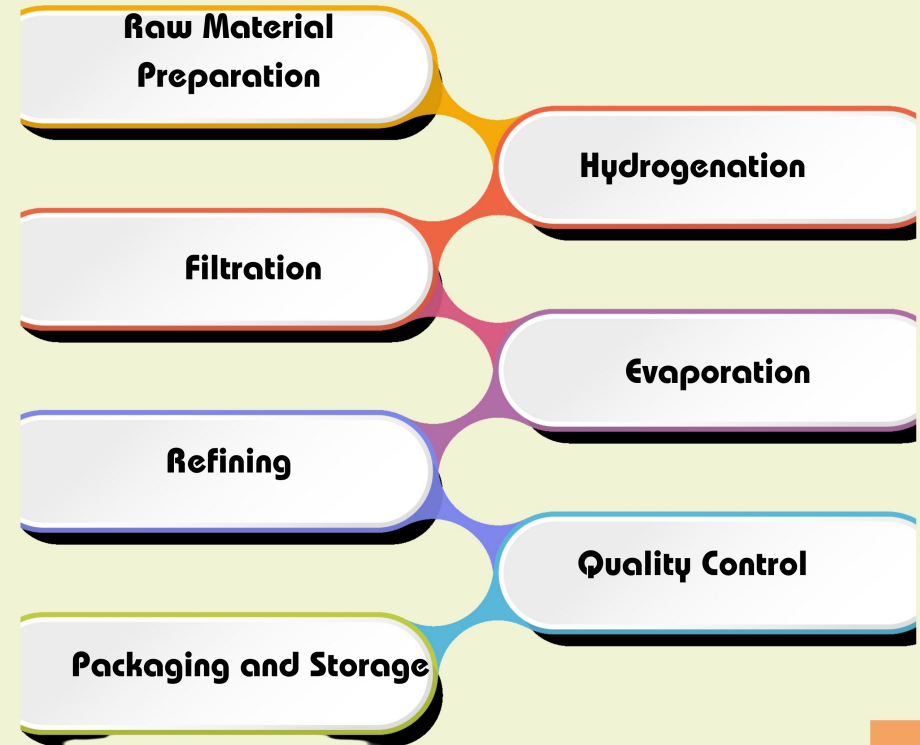 Raw Material
Preparation
Hydrogenation
Filtration
Evaporation
Refining
Quality Control
Packaging and Storage